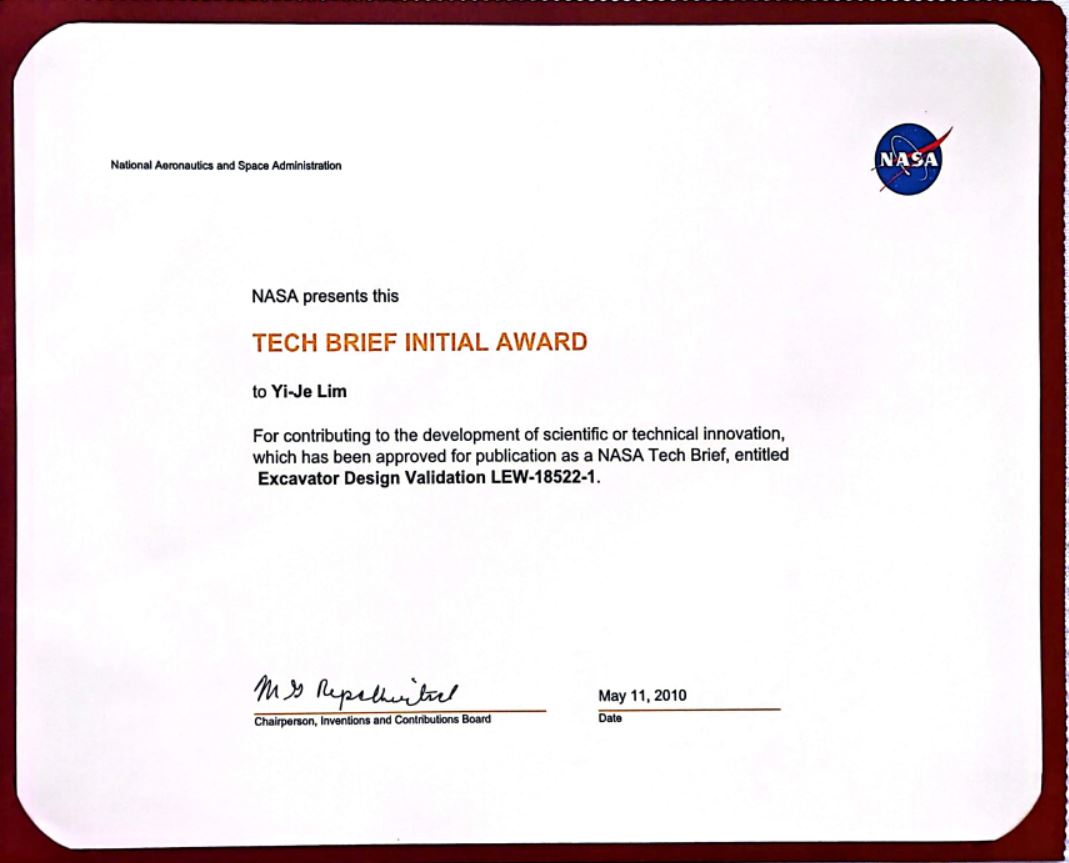 National Aeronautics and Space Administration
NASA
NASA presents this
TECH BRIEF INITIAL AWARD
to Yi-Je Lim
For contributing to the development of scientific or technical innovation,
which has been approved for publication as a NASA Tech Brief, entitled
Excavator Design Validation LEW-18522-1.
May 11, 2010
Chairperson, Inventions and Contributions Board
Date